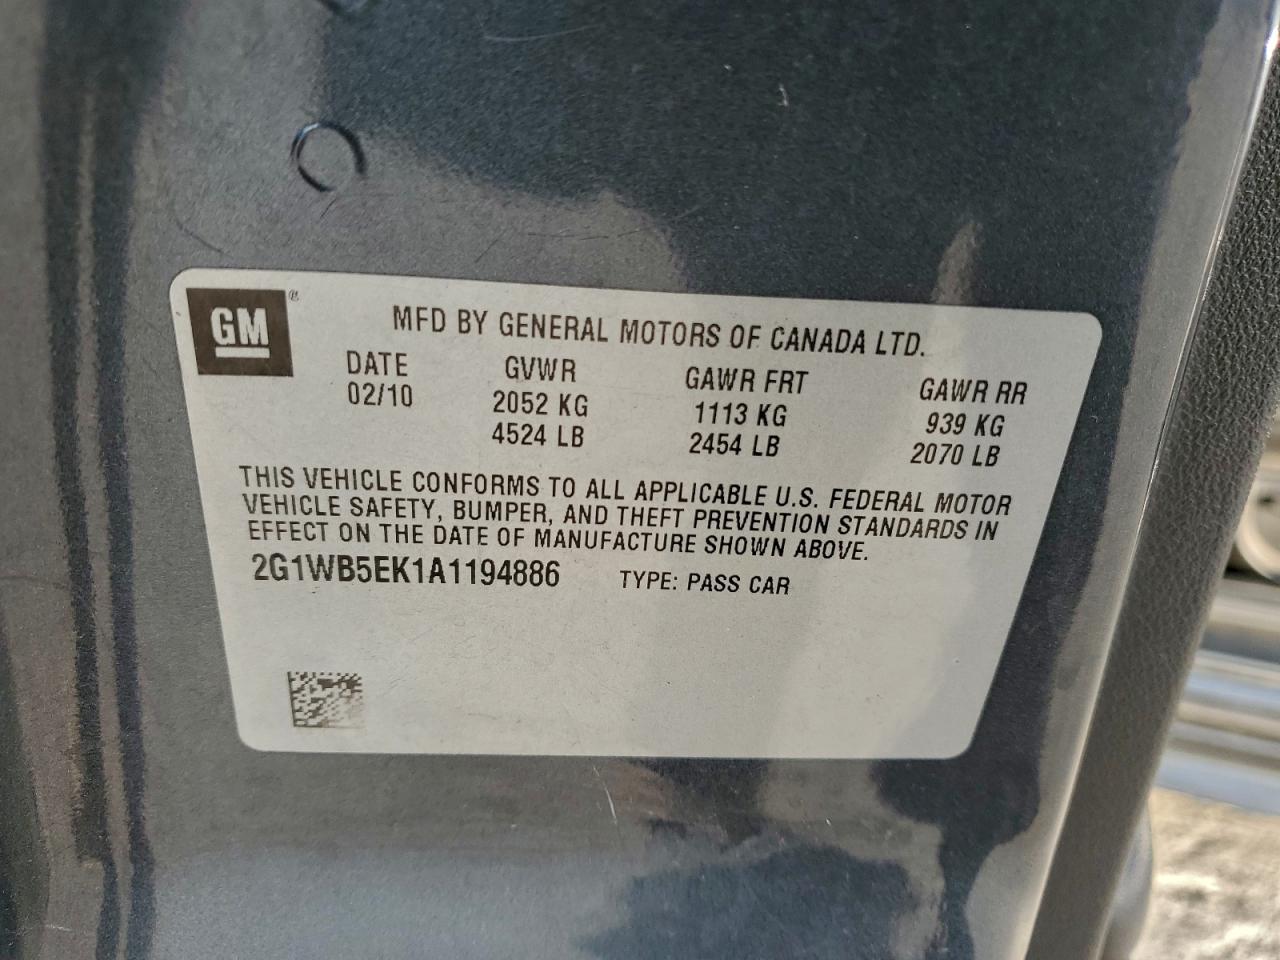 GM®
MFD BY GENERAL MOTORS OF CANADA LTD.
DATE GVWR GAWR FRT GAWR RR
02/10 2052 KG 1113 KG 939 KG
4524 LB 2454 LB 2070 LB
THIS VEHICLE CONFORMS TO ALL APPLICABLE U.S. FEDERAL MOTOR
VEHICLE SAFETY, BUMPER, AND THEFT PREVENTION STANDARDS IN
EFFECT ON THE DATE OF MANUFACTURE SHOWN ABOVE.
2G1WB5EK1A1194886 TYPE: PASS CAR